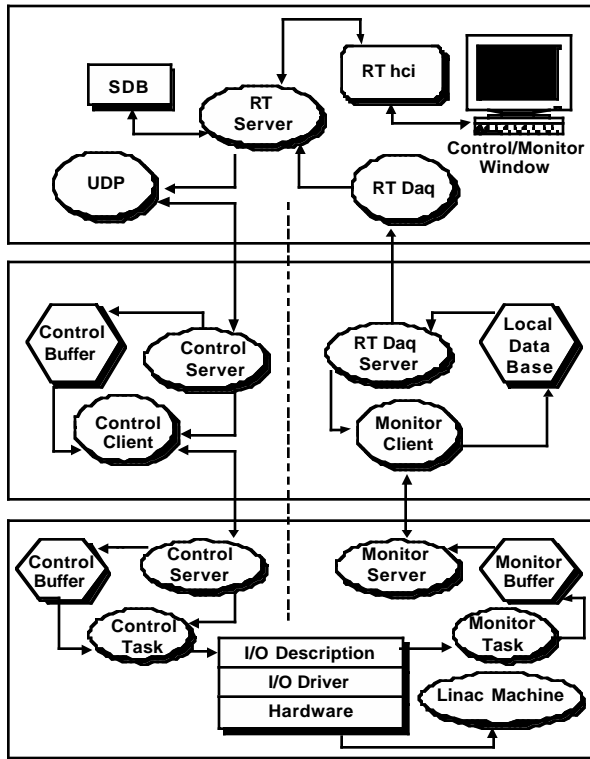 SDB
RT
Server
RT hci
Control/Monitor
Window
UDP
RT Daq
Control
Buffer
Control
Server
RT Daq
Server
Local
Data
Base
Control
Client
Monitor
Client
Control
Buffer
Control
Server
Monitor
Server
Monitor
Buffer
Control
Task
Monitor
Task
I/O Description
I/O Driver
Hardware
Linac Machine